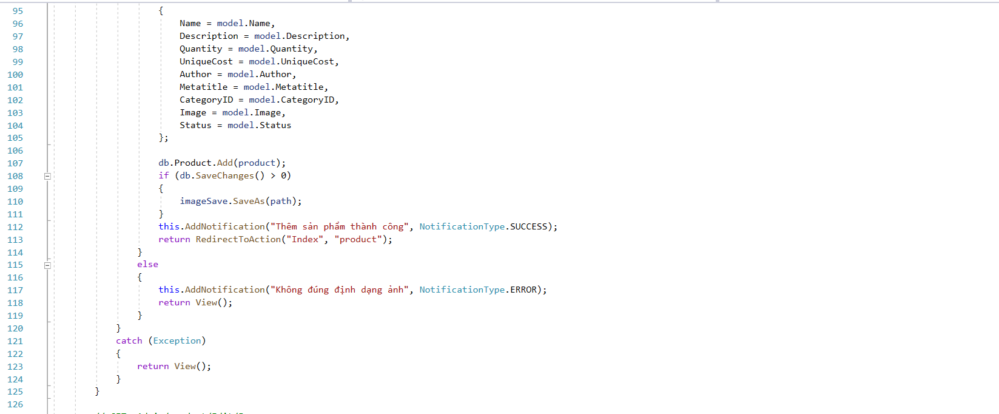 95 {
96 Name = model.Name,
97 Description = model.Description,
98 Quantity = model.Quantity,
99 UniqueCost = model.UniqueCost,
100 Author = model.Author,
101 Metatitle = model.Metatitle,
102 CategoryID = model.CategoryID,
103 Image = model.Image,
104 Status = model.Status
105 };
106
107 db.Product.Add(product);
108 if (db.SaveChanges() > 0)
109 {
110 imageSave.SaveAs(path);
111 }
112 this.AddNotification("Thêm sản phẩm thành công", NotificationType.SUCCESS);
113 return RedirectToAction("Index", "product");
114 }
115 else
116 {
117 this.AddNotification("Không đúng định dạng ảnh", NotificationType.ERROR);
118 return View();
119 }
120 }
121 catch (Exception)
122 {
123 return View();
124 }
125 }
126